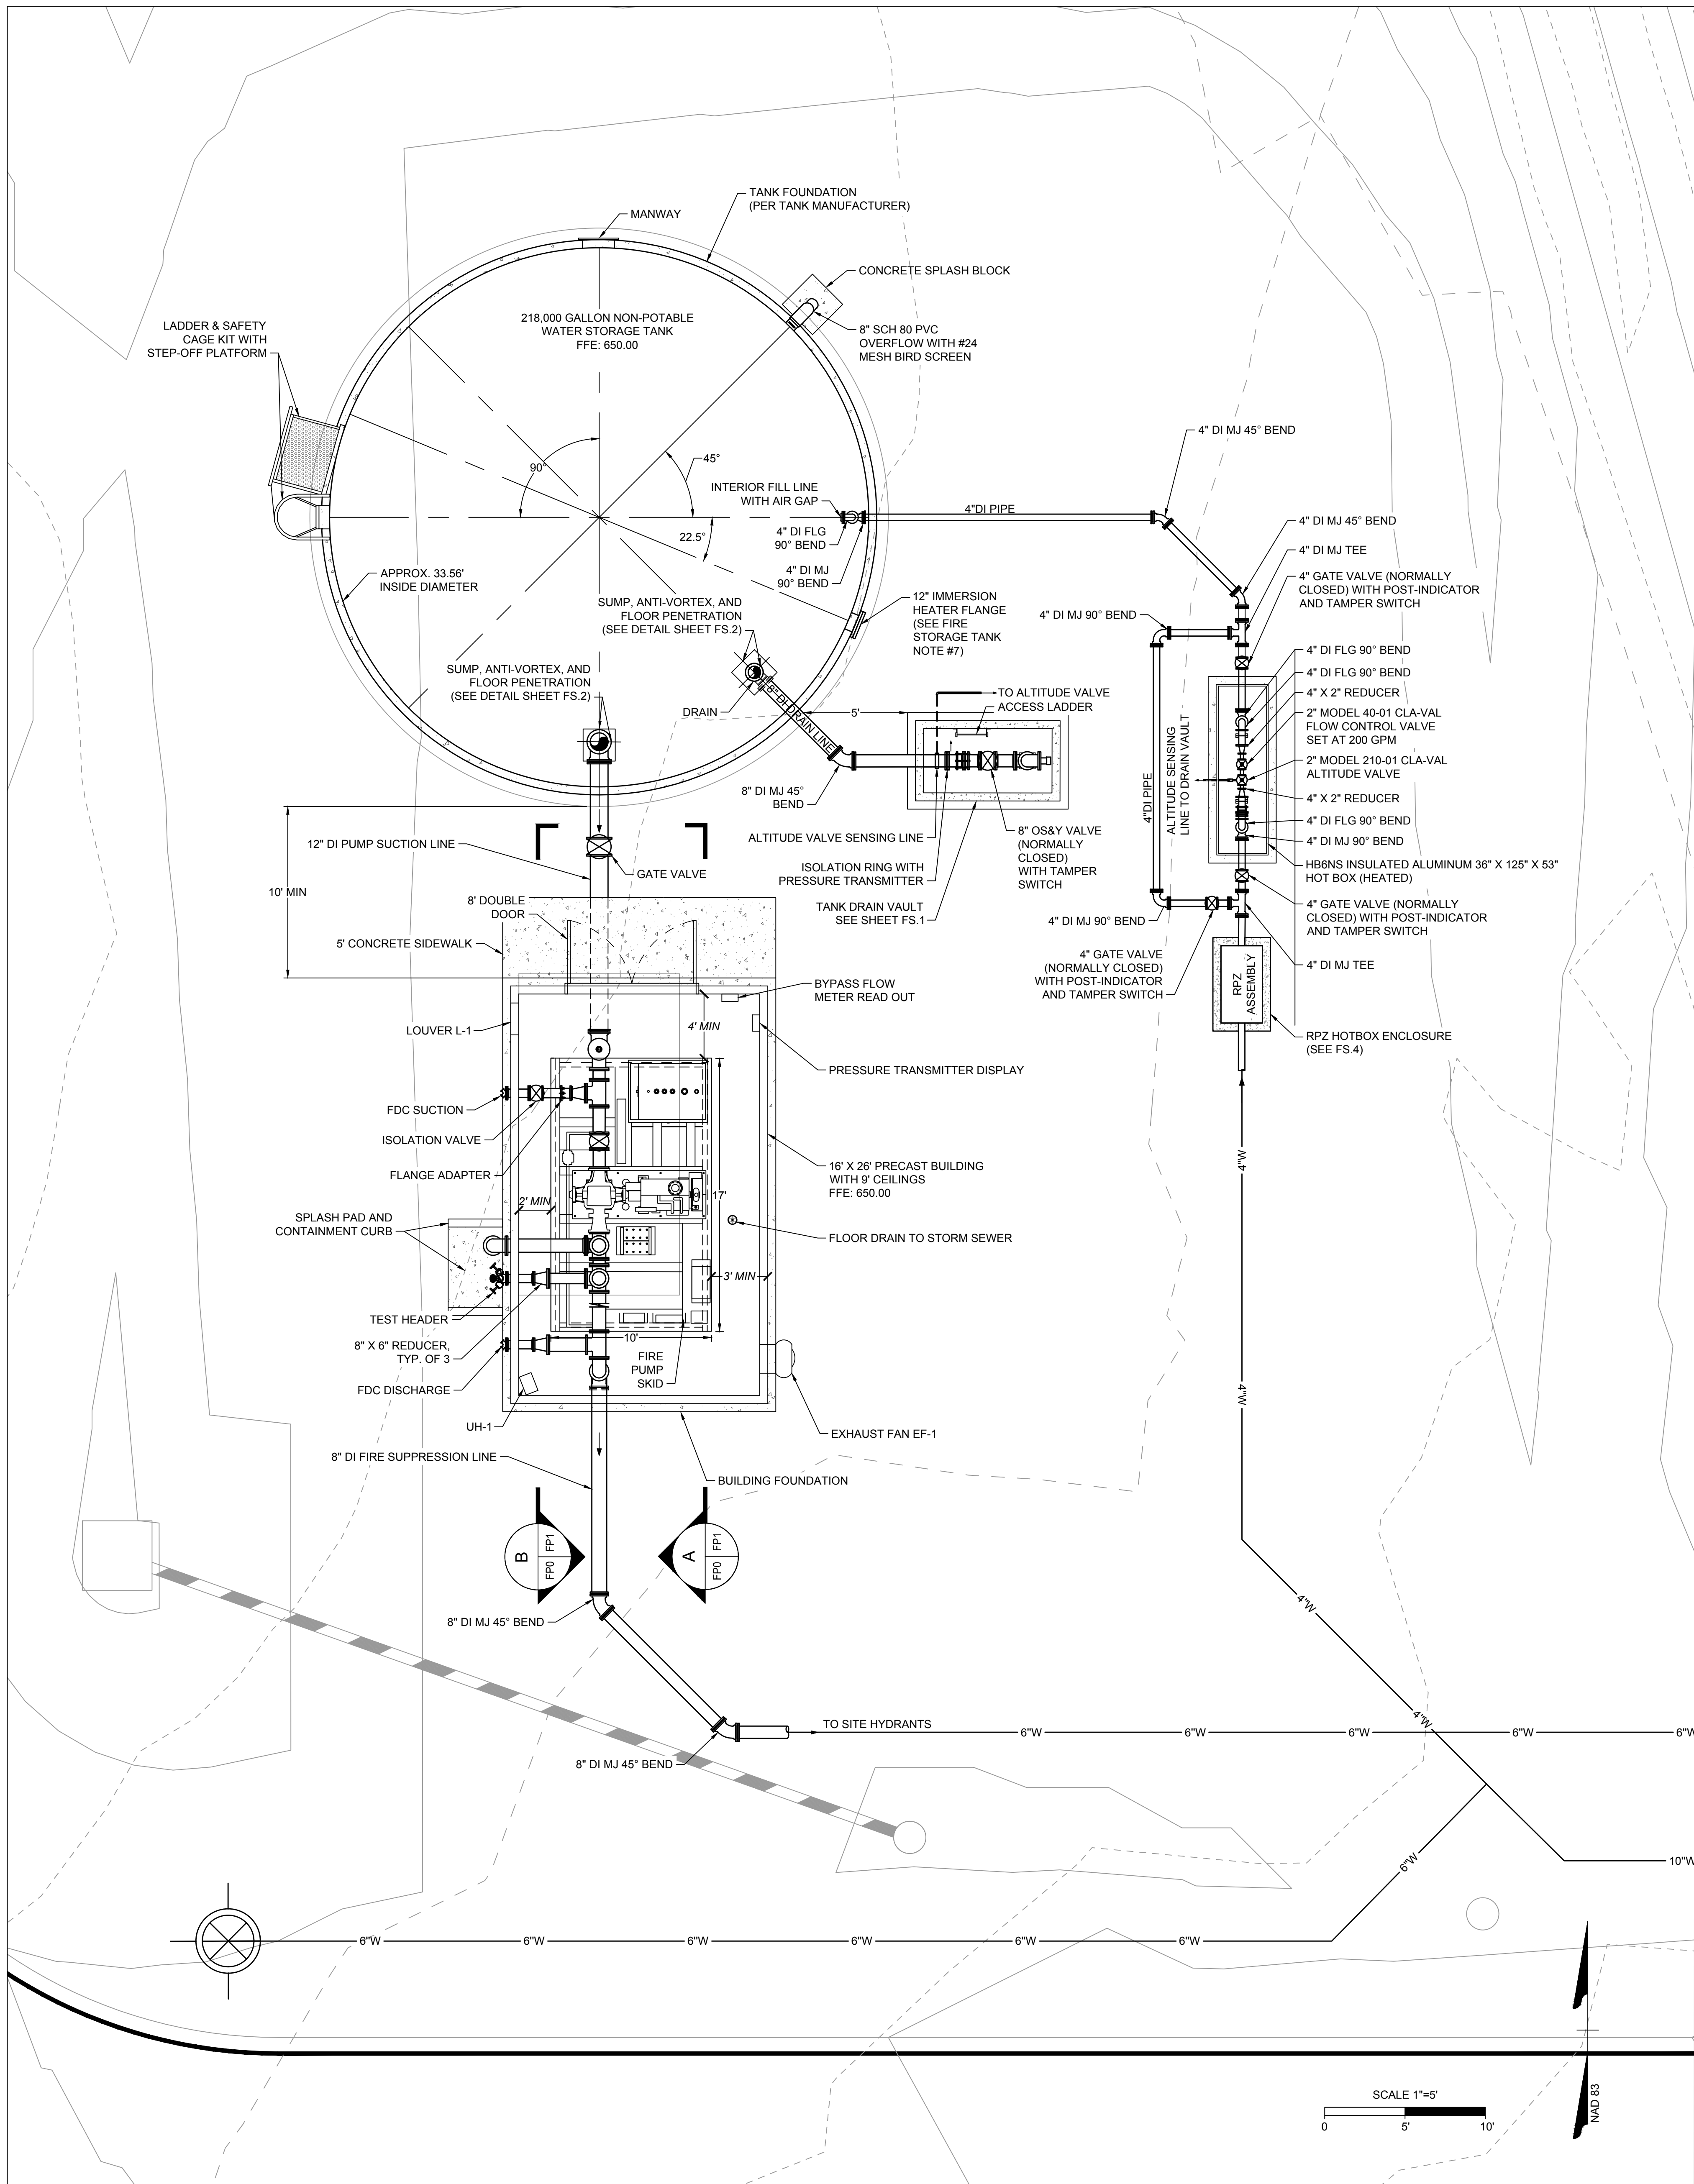 TANK FOUNDATION
(PER TANK MANUFACTURER)
MANWAY
CONCRETE SPLASH BLOCK
218,000 GALLON NON-POTABLE
WATER STORAGE TANK
FFE: 650.00
LADDER & SAFETY
CAGE KIT WITH
STEP-OFF PLATFORM
8" SCH 80 PVC
OVERFLOW WITH #24
MESH BIRD SCREEN
4" DI MJ 45° BEND
90°
45°
INTERIOR FILL LINE
WITH AIR GAP
4"DI PIPE
4" DI MJ 45° BEND
22.5°
4" DI FLG
90° BEND
4" DI MJ TEE
4" DI MJ
90° BEND
APPROX. 33.56'
INSIDE DIAMETER
4" GATE VALVE (NORMALLY
CLOSED) WITH POST-INDICATOR
AND TAMPER SWITCH
SUMP, ANTI-VORTEX, AND
FLOOR PENETRATION
(SEE DETAIL SHEET FS.2)
12" IMMERSION
HEATER FLANGE
(SEE FIRE
STORAGE TANK
NOTE #7)
4" DI MJ 90° BEND
4" DI FLG 90° BEND
4" DI FLG 90° BEND
SUMP, ANTI-VORTEX, AND
FLOOR PENETRATION
(SEE DETAIL SHEET FS.2)
4" X 2" REDUCER
TO ALTITUDE VALVE
ACCESS LADDER
DRAIN
8" DI DRAIN LINE
5'
2" MODEL 40-01 CLA-VAL
FLOW CONTROL VALVE
SET AT 200 GPM
4"DI PIPE
ALTITUDE SENSING
LINE TO DRAIN VAULT
2" MODEL 210-01 CLA-VAL
ALTITUDE VALVE
8" DI MJ 45°
BEND
4" X 2" REDUCER
4" DI FLG 90° BEND
12" DI PUMP SUCTION LINE
ALTITUDE VALVE SENSING LINE
8" OS&Y VALVE
(NORMALLY
CLOSED)
WITH TAMPER
SWITCH
4" DI MJ 90° BEND
HB6NS INSULATED ALUMINUM 36" X 125" X 53"
HOT BOX (HEATED)
GATE VALVE
ISOLATION RING WITH
PRESSURE TRANSMITTER
10' MIN
8' DOUBLE
DOOR
TANK DRAIN VAULT
SEE SHEET FS.1
4" DI MJ 90° BEND
4" GATE VALVE (NORMALLY
CLOSED) WITH POST-INDICATOR
AND TAMPER SWITCH
5' CONCRETE SIDEWALK
4" GATE VALVE
(NORMALLY CLOSED)
WITH POST-INDICATOR
AND TAMPER SWITCH
4" DI MJ TEE
BYPASS FLOW
METER READ OUT
RPZ
ASSEMBLY
LOUVER L-1
4' MIN
RPZ HOTBOX ENCLOSURE
(SEE FS.4)
PRESSURE TRANSMITTER DISPLAY
FDC SUCTION
ISOLATION VALVE
FLANGE ADAPTER
4"W
16' X 26' PRECAST BUILDING
WITH 9' CEILINGS
FFE: 650.00
2' MIN
17'
SPLASH PAD AND
CONTAINMENT CURB
FLOOR DRAIN TO STORM SEWER
3' MIN
TEST HEADER
8" X 6" REDUCER,
TYP. OF 3
10'
FIRE
PUMP
SKID
FDC DISCHARGE
4"W
UH-1
EXHAUST FAN EF-1
8" DI FIRE SUPPRESSION LINE
BUILDING FOUNDATION
B
FP0
FP1
A
FP0
FP1
8" DI MJ 45° BEND
4"W
TO SITE HYDRANTS
4"W
6"W
6"W
6"W
6"W
6"W
8" DI MJ 45° BEND
6"W
10"W
6"W
6"W
6"W
6"W
6"W
6"W
SCALE 1"=5'
0
5'
10'
NAD 83